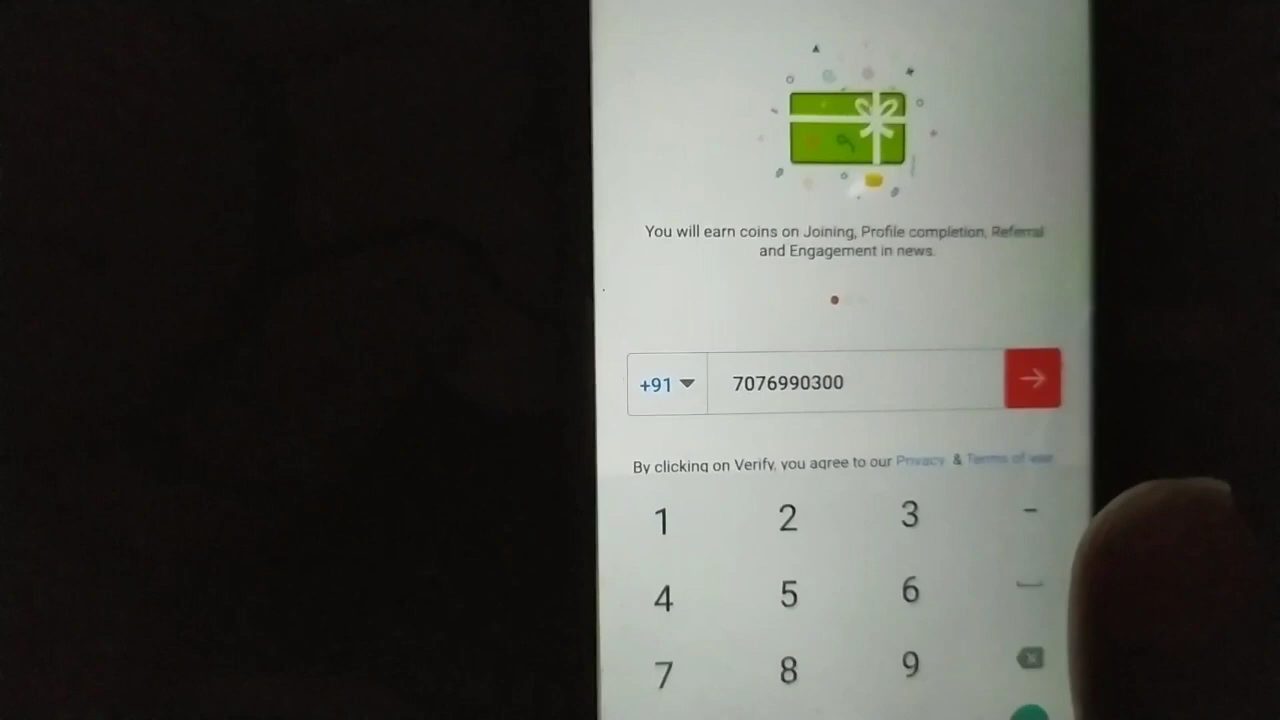 You will earn coins on Joining, Profile completion, Referral
and Engagement in news.
+91 7076990300
By clicking on Verify, you agree to our Privacy & Terms of use
1 2 3 -
4 5 6
7 8 9